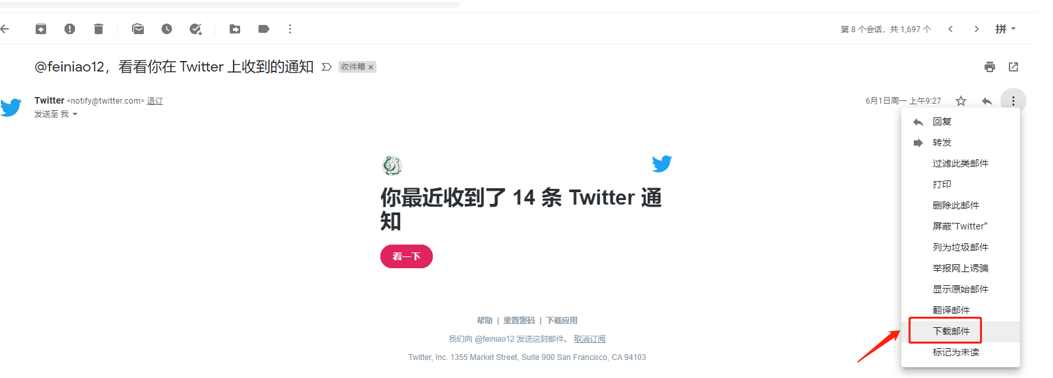 第 8 个会话，共 1,697 个
拼
@feiniao12，看看你在 Twitter 上收到的通知
收件箱 ×
Twitter <notify@twitter.com> 退订
6月1日周一 上午9:27
发送至 我
你最近收到了 14 条 Twitter 通
知
看一下
帮助 | 重置密码 | 下载应用
我们向 @feiniao12 发送这封邮件。 取消订阅
Twitter, Inc. 1355 Market Street, Suite 900 San Francisco, CA 94103
回复
转发
过滤此类邮件
打印
删除此邮件
屏蔽"Twitter"
列为垃圾邮件
举报网上诱骗
显示原始邮件
翻译邮件
下载邮件
标记为未读